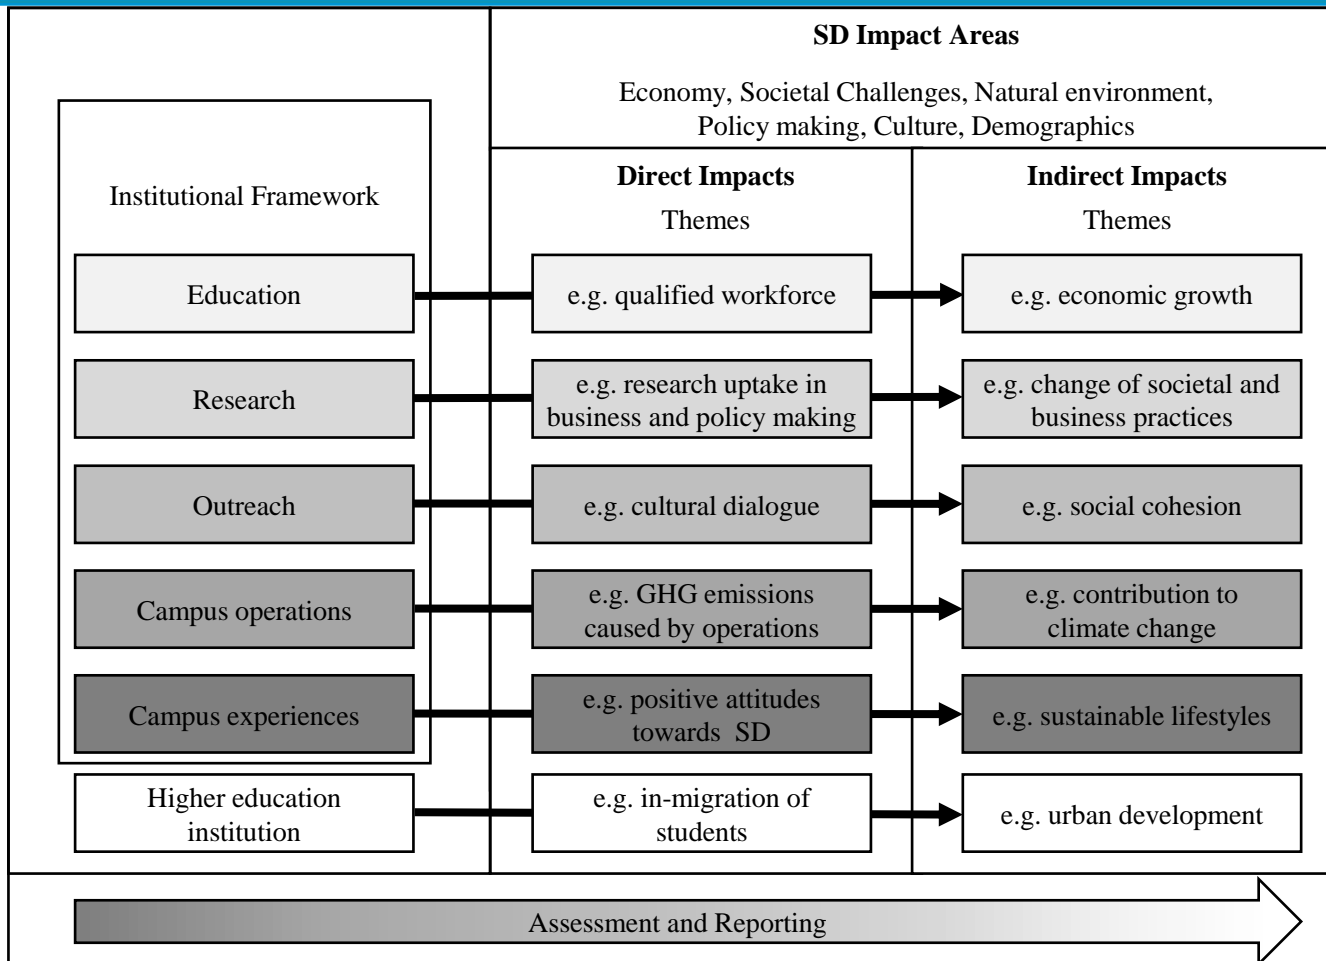 SD Impact Areas
Economy, Societal Challenges, Natural environment,
Policy making, Culture, Demographics
Institutional Framework
Direct Impacts
Themes
Indirect Impacts
Themes
Education
e.g. qualified workforce
e.g. economic growth
Research
e.g. research uptake in
business and policy making
e.g. change of societal and
business practices
Outreach
e.g. cultural dialogue
e.g. social cohesion
Campus operations
e.g. GHG emissions
caused by operations
e.g. contribution to
climate change
Campus experiences
e.g. positive attitudes
towards SD
e.g. sustainable lifestyles
Higher education
institution
e.g. in-migration of
students
e.g. urban development
Assessment and Reporting